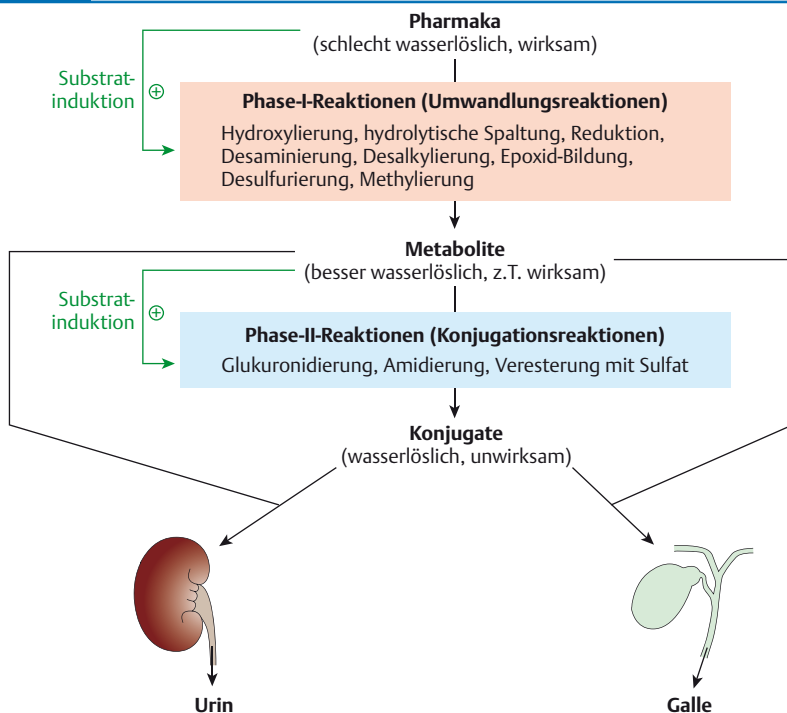 Pharmaka
(schlecht wasserlöslich, wirksam)
Substrat-
induktion
⊕
Phase-I-Reaktionen (Umwandlungsreaktionen)
Hydroxylierung, hydrolytische Spaltung, Reduktion,
Desaminierung, Desalkylierung, Epoxid-Bildung,
Desulfurierung, Methylierung
Metabolite
(besser wasserlöslich, z.T. wirksam)
Substrat-
induktion
⊕
Phase-II-Reaktionen (Konjugationsreaktionen)
Glukuronidierung, Amidierung, Veresterung mit Sulfat
Konjugate
(wasserlöslich, unwirksam)
Urin
Galle